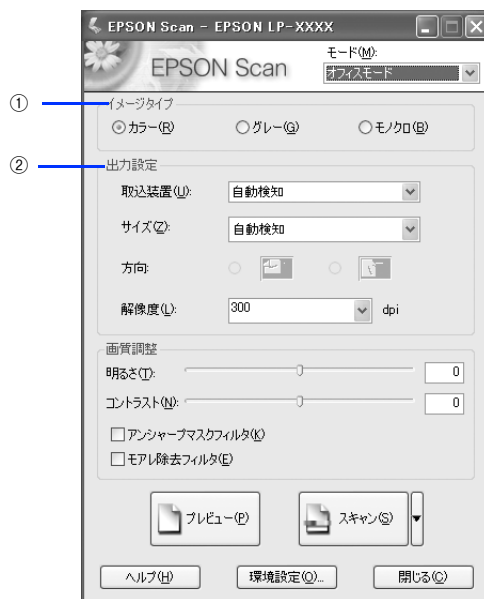 EPSON Scan - EPSON LP-XXXX
EPSON Scan
モード(M):
オフィスモード
①
イメージタイプ
カラー(R) グレー(G) モノクロ(B)
②
出力設定
取込装置(U): 自動検知
サイズ(Z): 自動検知
方向:
解像度(L): 300 dpi
画質調整
明るさ(T): 0
コントラスト(N): 0
アンシャープマスクフィルタ(K)
モアレ除去フィルタ(E)
プレビュー(P) スキャン(S)
ヘルプ(H) 環境設定(O)... 閉じる(C)